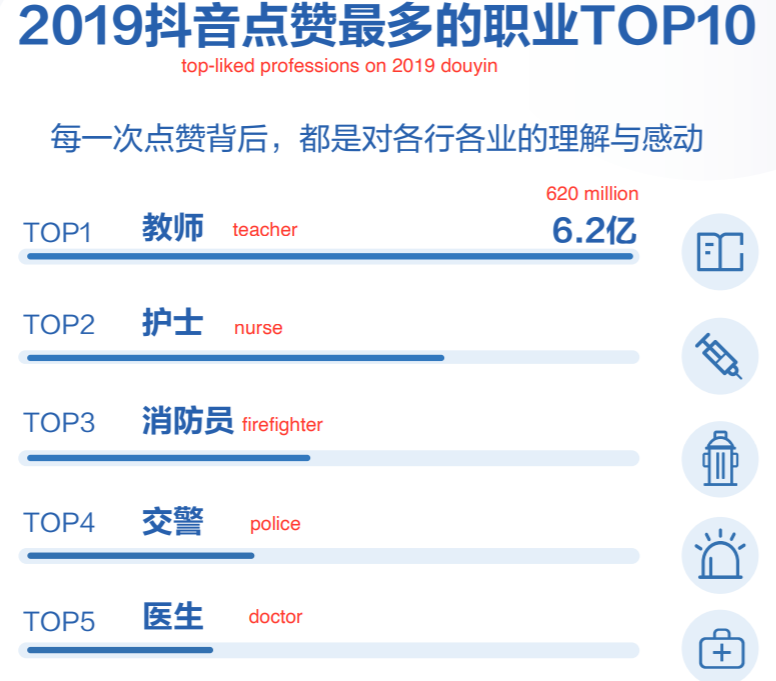 2019抖音点赞最多的职业TOP10
top-liked professions on 2019 douyin
每一次点赞背后，都是对各行各业的理解与感动
620 million
TOP1 教师 teacher 6.2亿
TOP2 护士 nurse
TOP3 消防员 firefighter
TOP4 交警 police
TOP5 医生 doctor